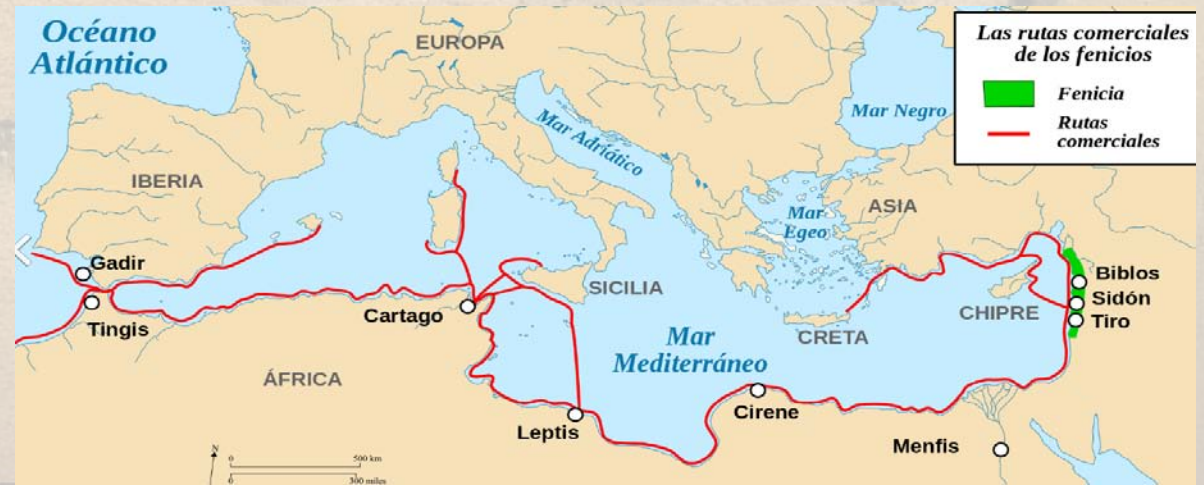 Océano
Atlántico
EUROPA
Las rutas comerciales
de los fenicios
Fenicia
Rutas
comerciales
Mar Negro
Mar Adriático
IBERIA
ASIA
Mar
Egeo
Gadir
Biblos
Sidón
Tiro
SICILIA
CHIPRE
Tingis
Cartago
CRETA
Mar
Mediterráneo
ÁFRICA
Cirene
Leptis
Menfis
N
0 500 km
0 300 miles